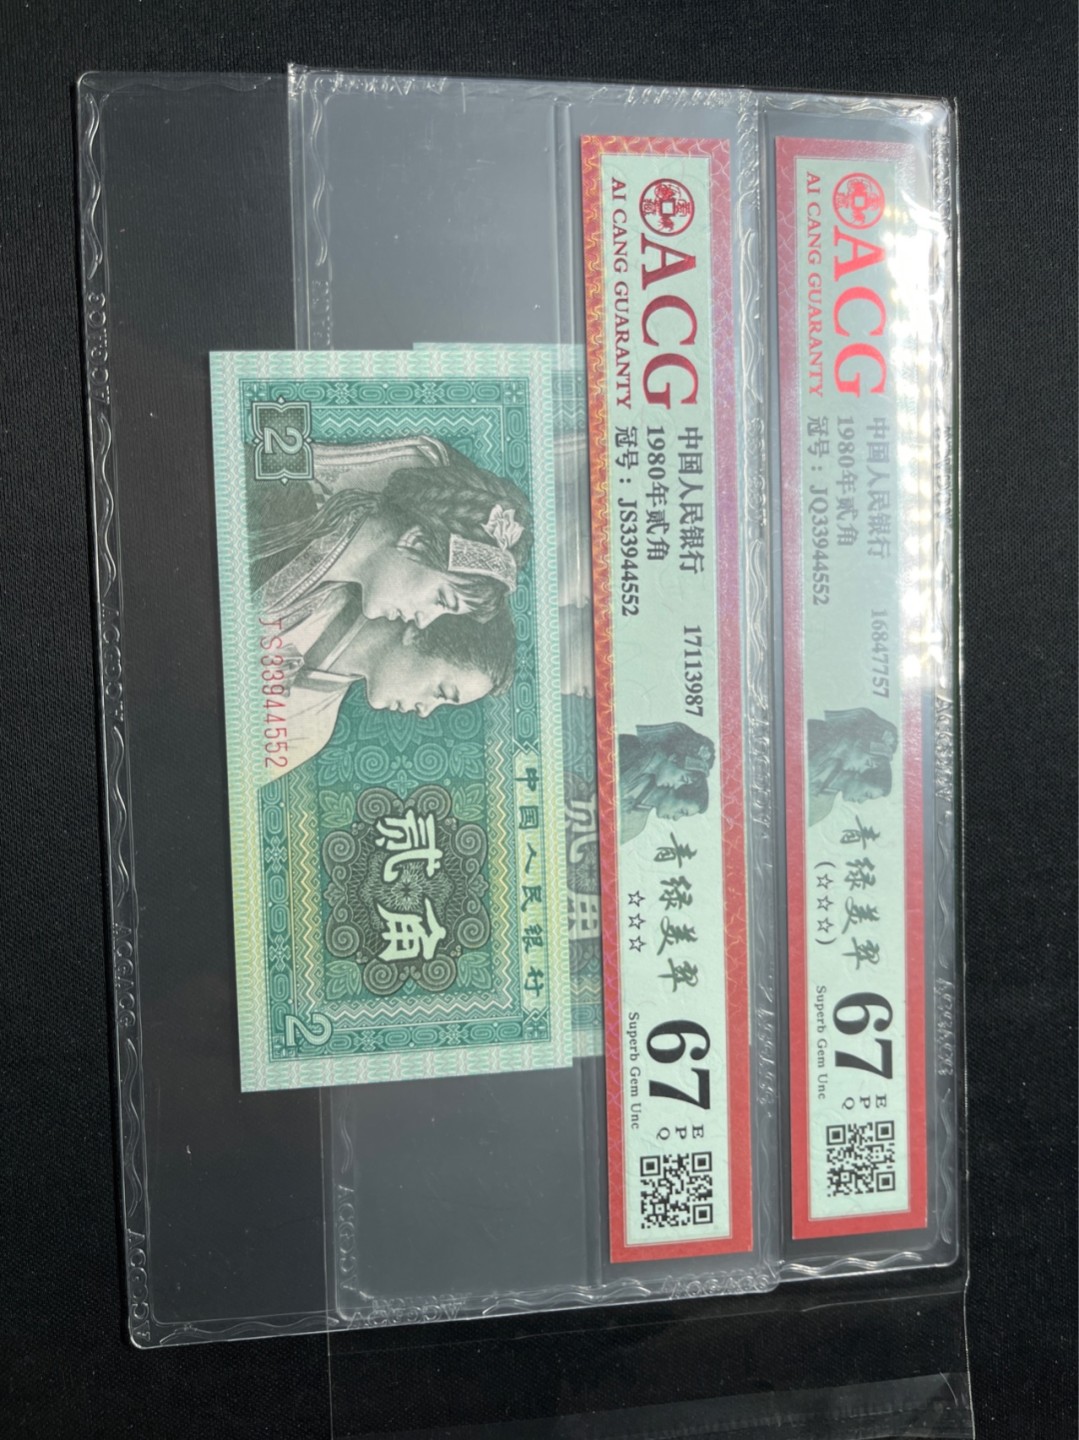 ACG
AI CANG GUARANTY
中国人民银行 16847757
1980年贰角
冠号：JQ33944552
青绿美翠
(☆☆☆)
67
EPQ
Superb Gem Unc
ACG
AI CANG GUARANTY
中国人民银行 17113987
1980年贰角
冠号：JS33944552
青绿美翠
☆☆☆
67
EPQ
Superb Gem Unc
中国人民银行
贰角
2
2
JS33944552
贰角